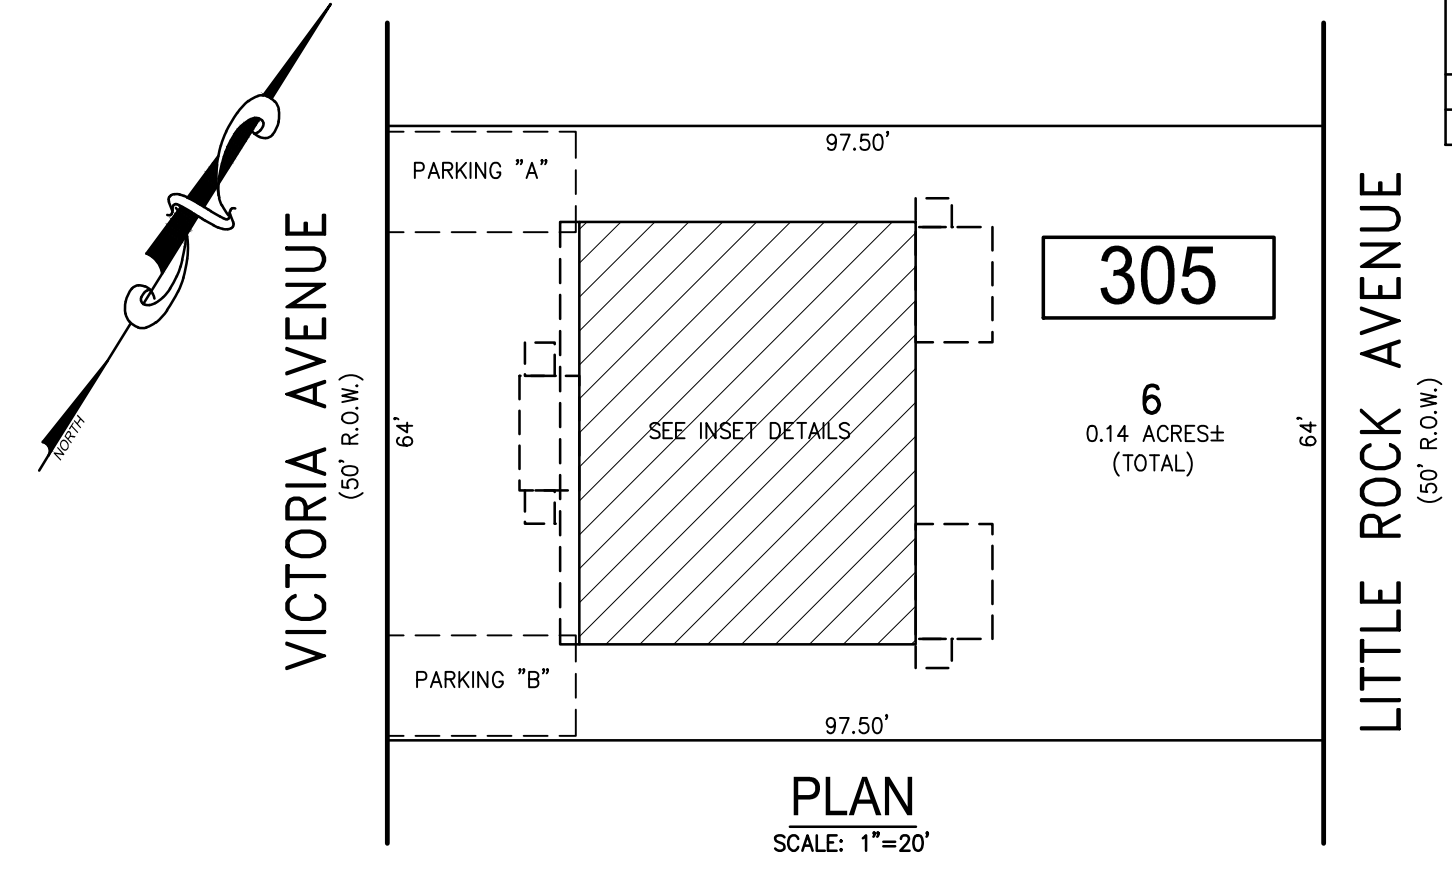 97.50'
PARKING "A"
305
VICTORIA AVENUE
(50' R.O.W.)
64'
SEE INSET DETAILS
6
0.14 ACRES±
(TOTAL)
64'
LITTLE ROCK AVENUE
(50' R.O.W.)
NORTH
PARKING "B"
97.50'
PLAN
SCALE: 1"=20'